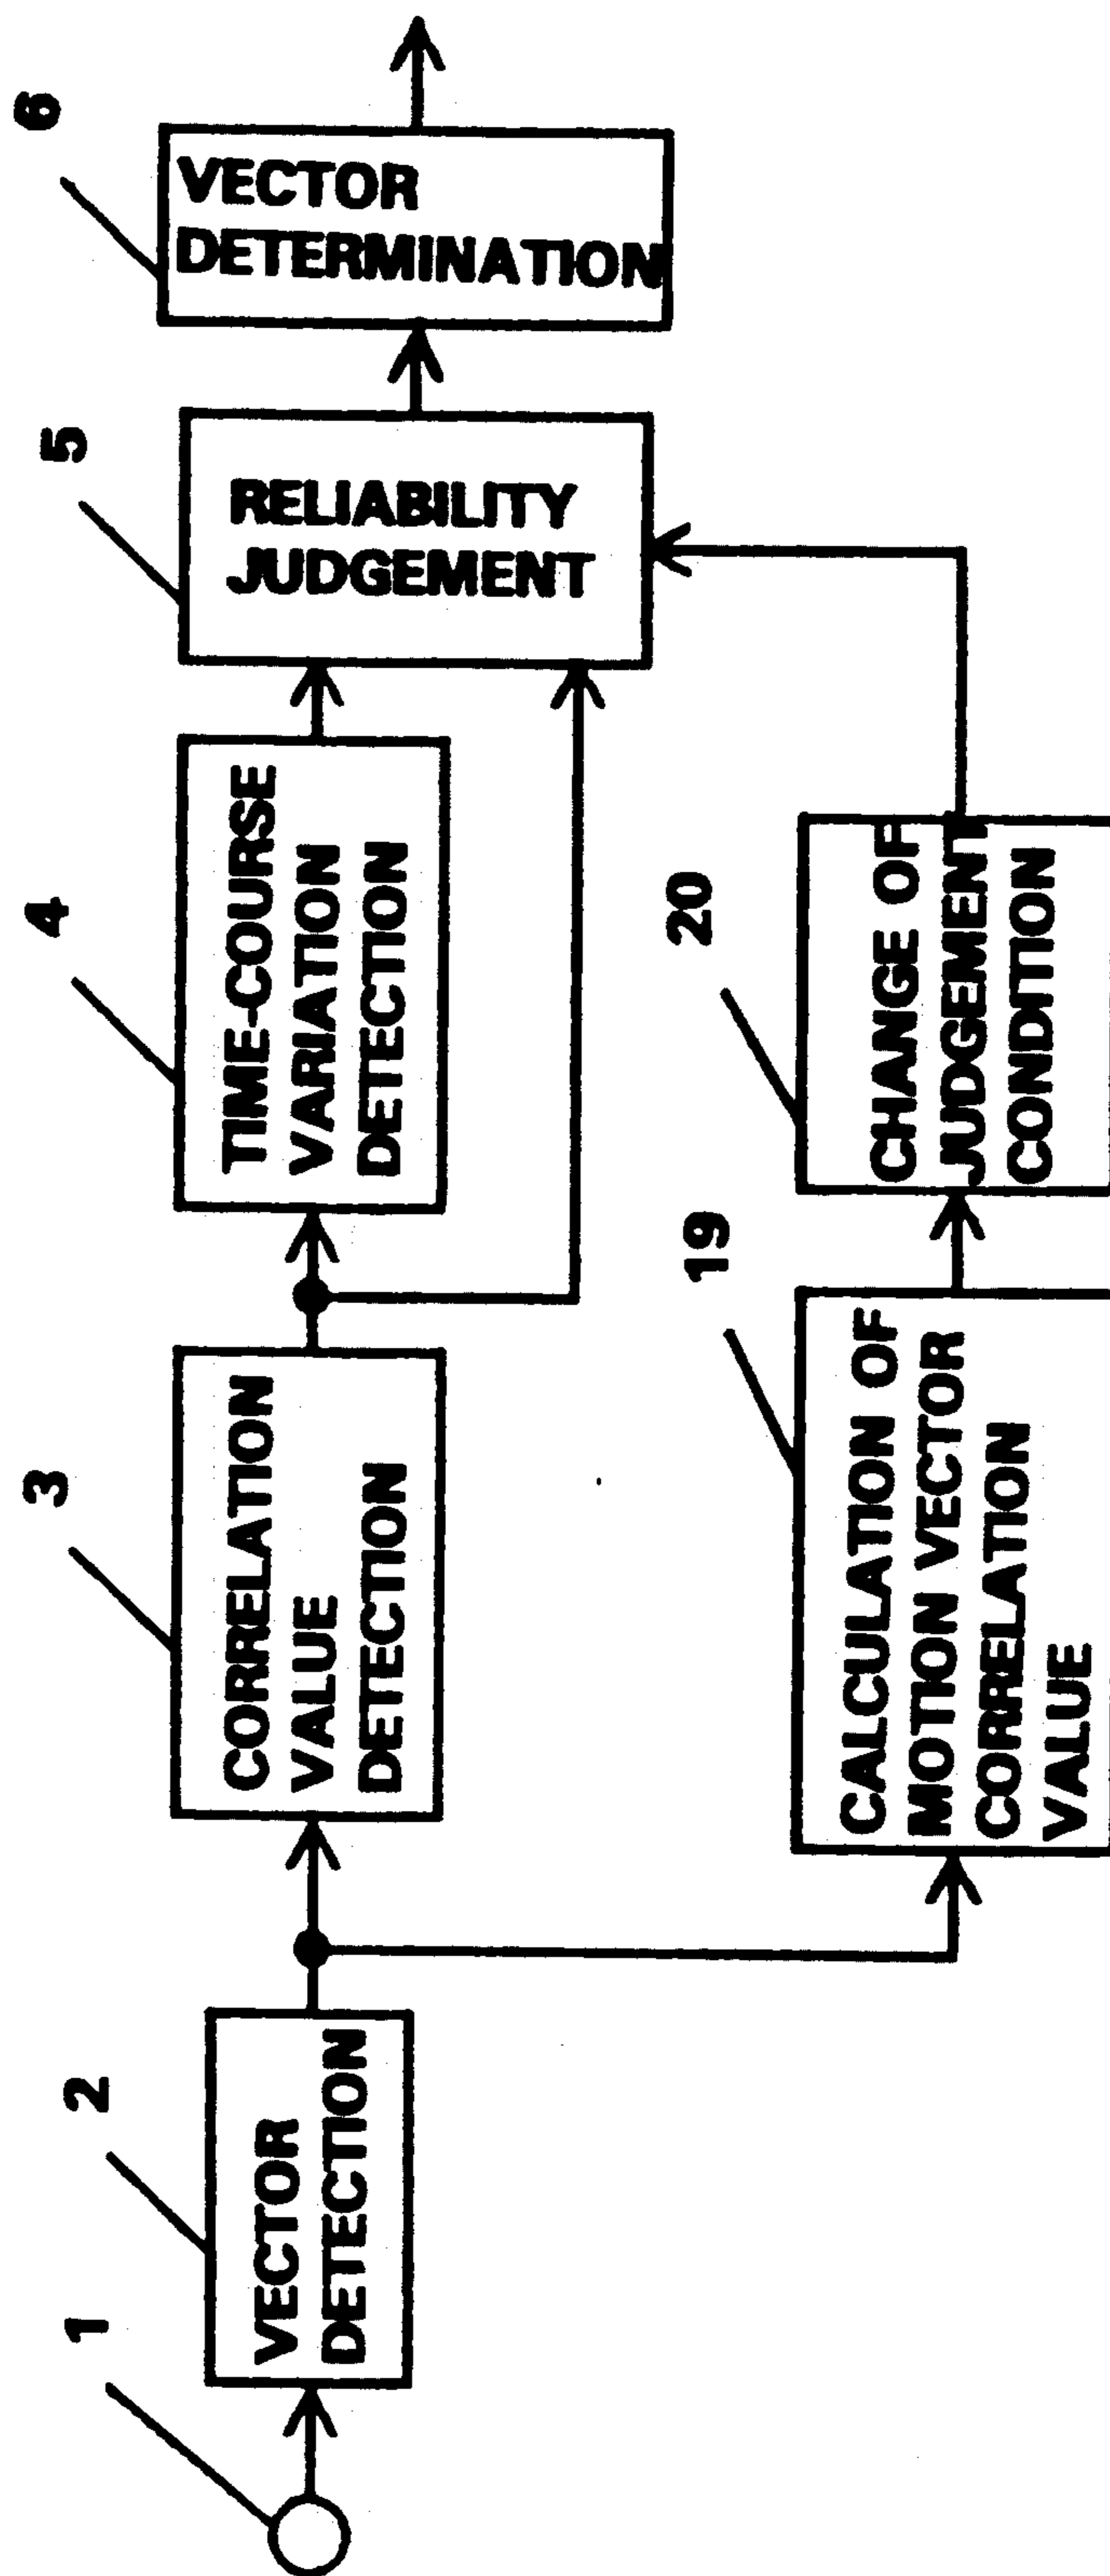 1
2
VECTOR
DETECTION
3
CORRELATION
VALUE
DETECTION
4
TIME-COURSE
VARIATION
DETECTION
5
RELIABILITY
JUDGEMENT
6
VECTOR
DETERMINATION
19
CALCULATION OF
MOTION VECTOR
CORRELATION
VALUE
20
CHANGE OF
JUDGEMENT
CONDITION